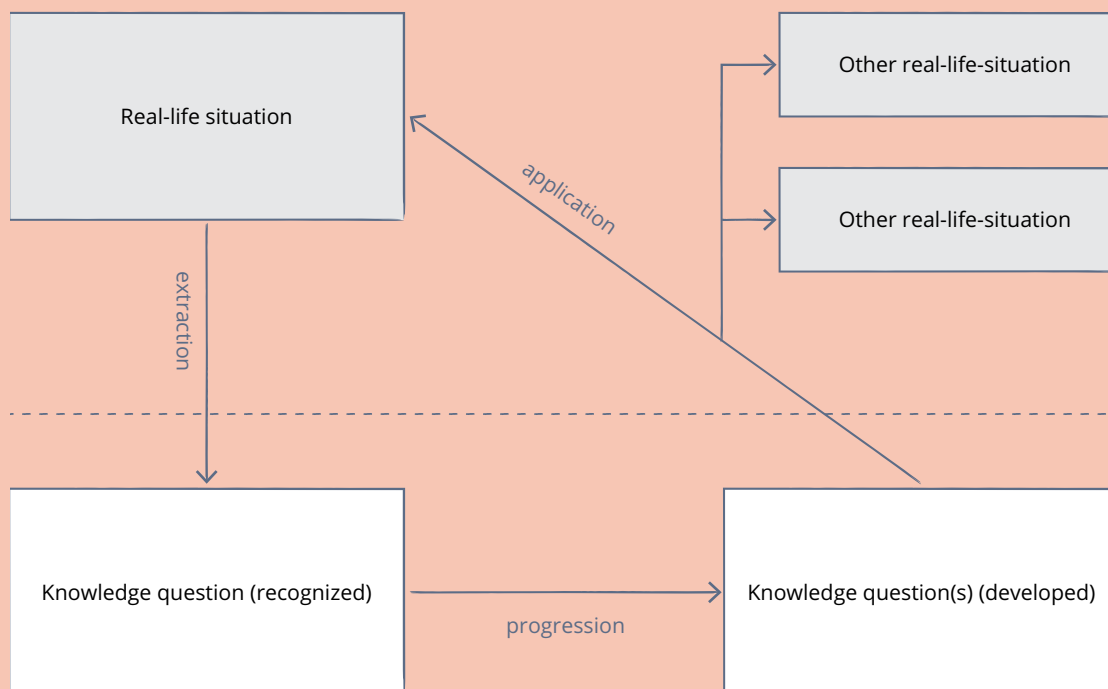 Real-life situation
Other real-life-situation
application
Other real-life-situation
extraction
Knowledge question (recognized)
Knowledge question(s) (developed)
progression